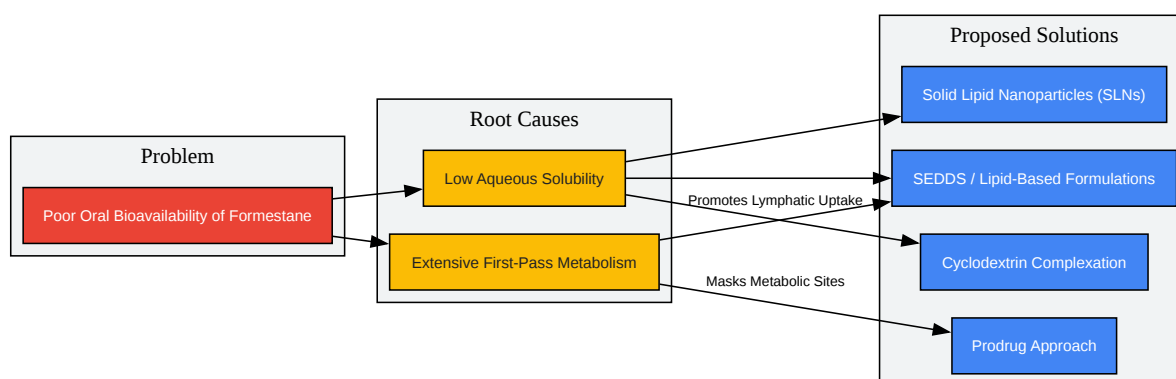 Problem
Poor Oral Bioavailability of Formestane
Root Causes
Low Aqueous Solubility
Extensive First-Pass Metabolism
Promotes Lymphatic Uptake
Masks Metabolic Sites
Proposed Solutions
Solid Lipid Nanoparticles (SLNs)
SEDDS / Lipid-Based Formulations
Cyclodextrin Complexation
Prodrug Approach